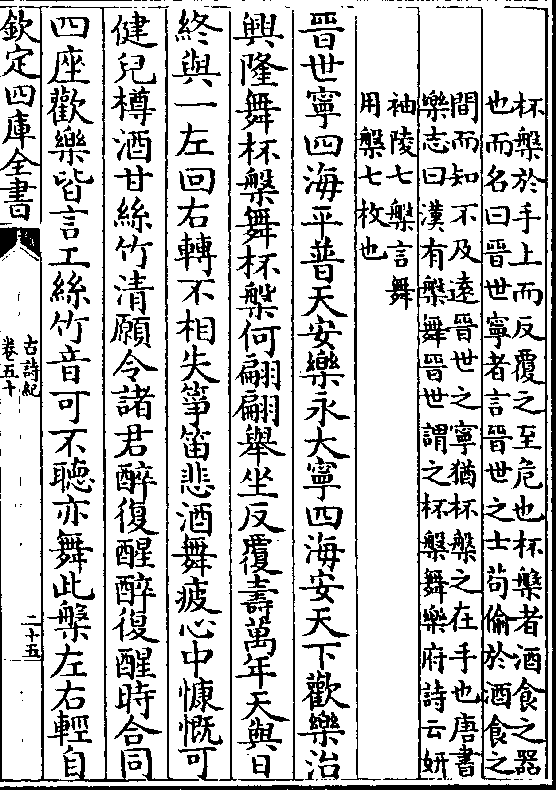 杯槃於手上而反覆之至危也杯槃者酒食之器
也而名曰晉世寧者言晉世之士苟偷於酒食之
間而知不及遠晉世之寧猶杯槃之在手也唐書
樂志曰漢有槃舞晉世謂之杯槃舞樂府詩云妍
袖陵七槃言舞
用槃七枚也
晉世寧四海平普天安樂永大寧四海安天下歡樂治
興隆舞杯槃舞杯槃何翩翩舉坐反覆壽萬年天與日
終與一左回右轉不相失箏笛悲酒舞疲心中慷慨可
健兒樽酒甘絲竹清願令諸君醉復醒醉復醒時合同
四座歡樂皆言工絲竹音可不聽亦舞此槃左右輕自
欽定四庫全書
古詩紀
卷五十
二十五